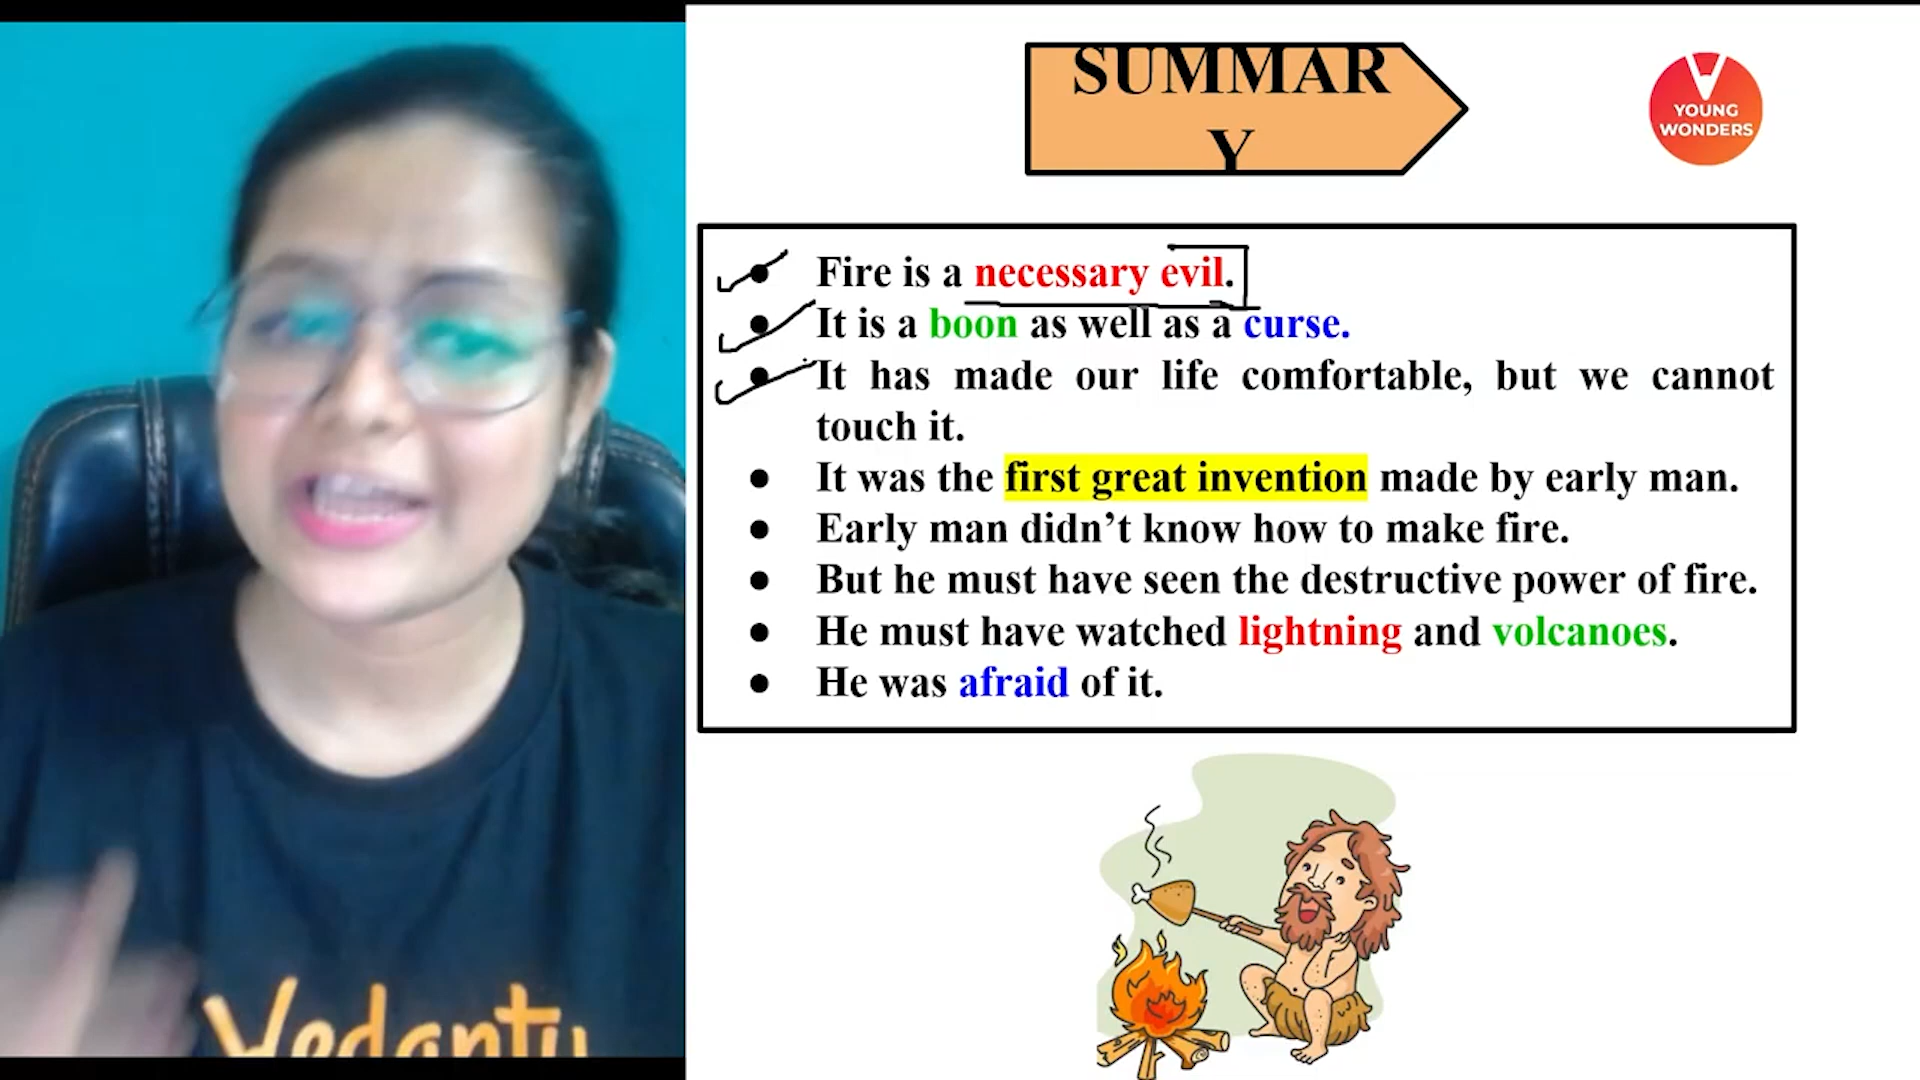 SUMMAR
Y
YOUNG
WONDERS
• Fire is a necessary evil.
• It is a boon as well as a curse.
• It has made our life comfortable, but we cannot
touch it.
• It was the first great invention made by early man.
• Early man didn’t know how to make fire.
• But he must have seen the destructive power of fire.
• He must have watched lightning and volcanoes.
• He was afraid of it.
Vedantu